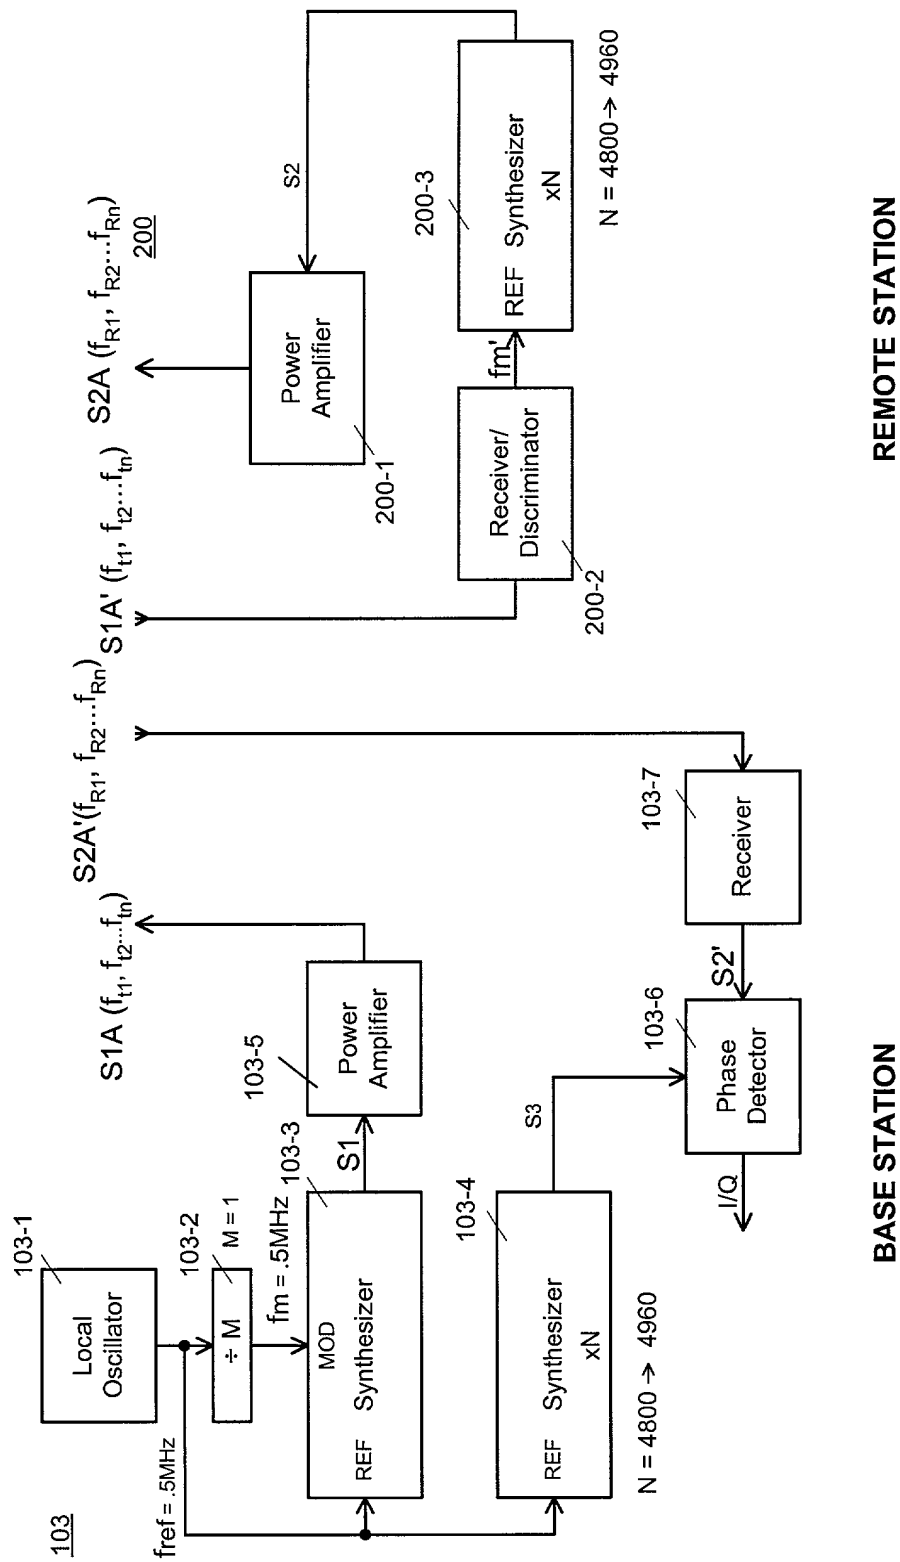 103
fref = .5MHz
Local
Oscillator
103-1
÷ M
103-2
M = 1
fm = .5MHz
MOD
REF Synthesizer
103-3
S1
Power
Amplifier
103-5
S1A (ft1, ft2...ftn)
S2A'(fR1, fR2...fRn)
REF Synthesizer
xN
103-4
N = 4800 → 4960
S3
I/Q
Phase
Detector
103-6
S2'
Receiver
103-7
BASE STATION
S1A' (ft1, ft2...ftn)
S2A (fR1, fR2...fRn)
200
Power
Amplifier
200-1
S2
Receiver/
Discriminator
200-2
fm'
REF Synthesizer
xN
200-3
N = 4800→ 4960
REMOTE STATION